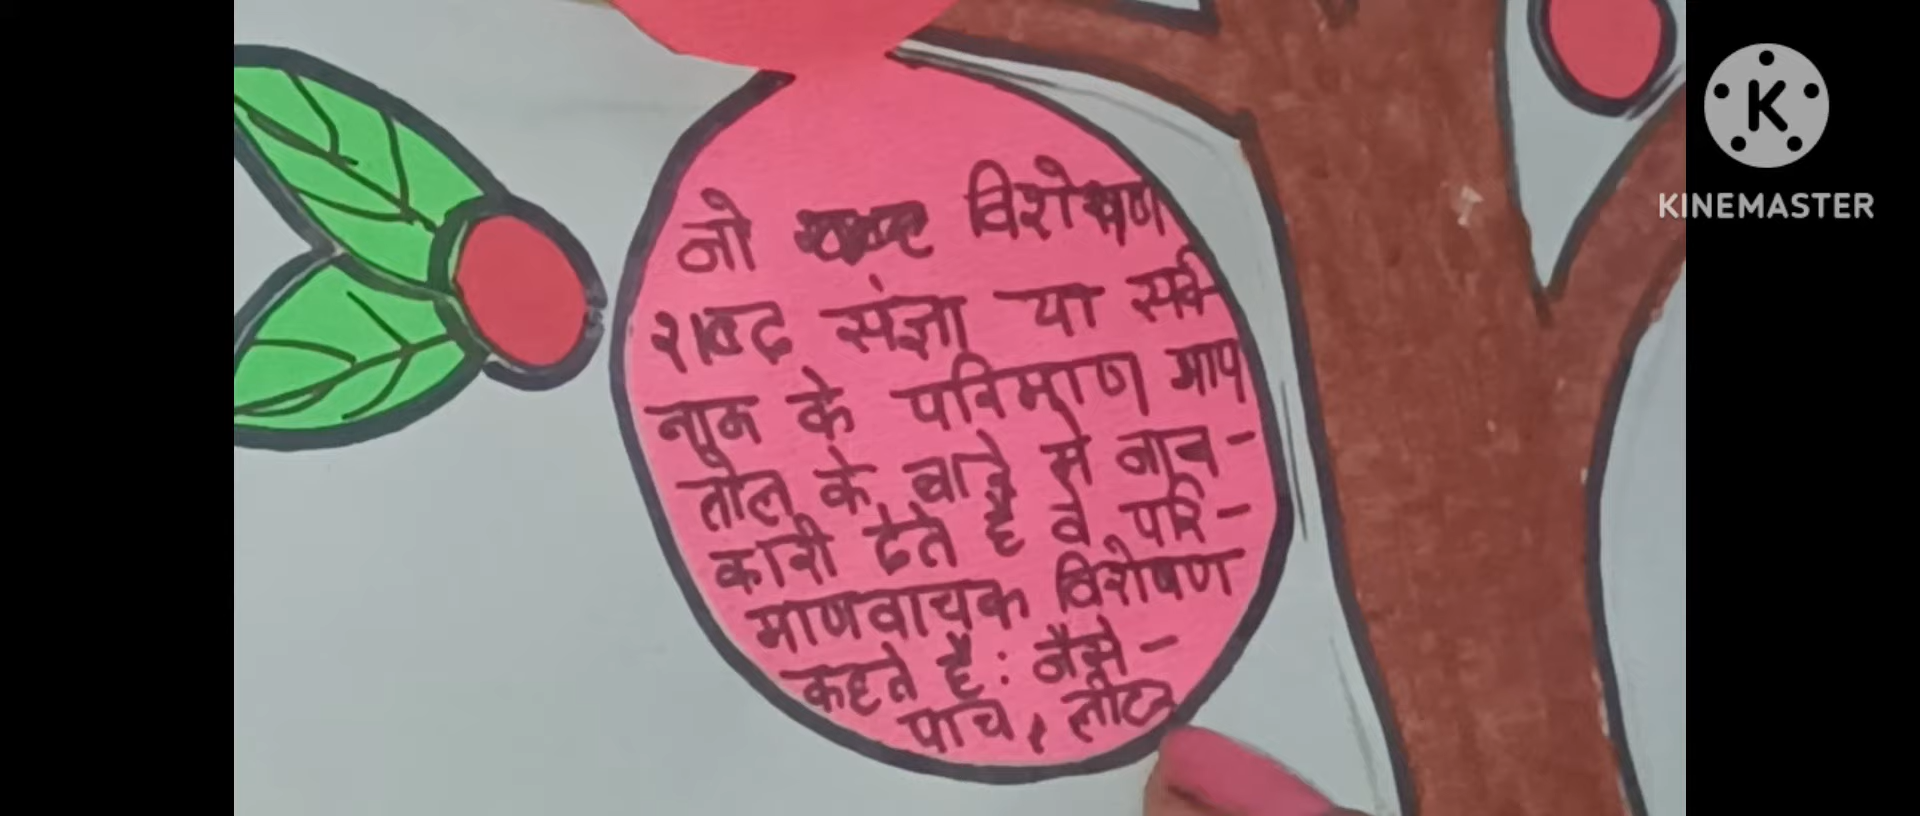 जो विशेषण
शब्द संज्ञा या सर्व-
नाम के परिमाण माप
तोल के बारे से जान-
कारी देते है वे परि-
माणवाचक विशेषण
कहते है: जैसे-
पाच, लीटर
KINEMASTER